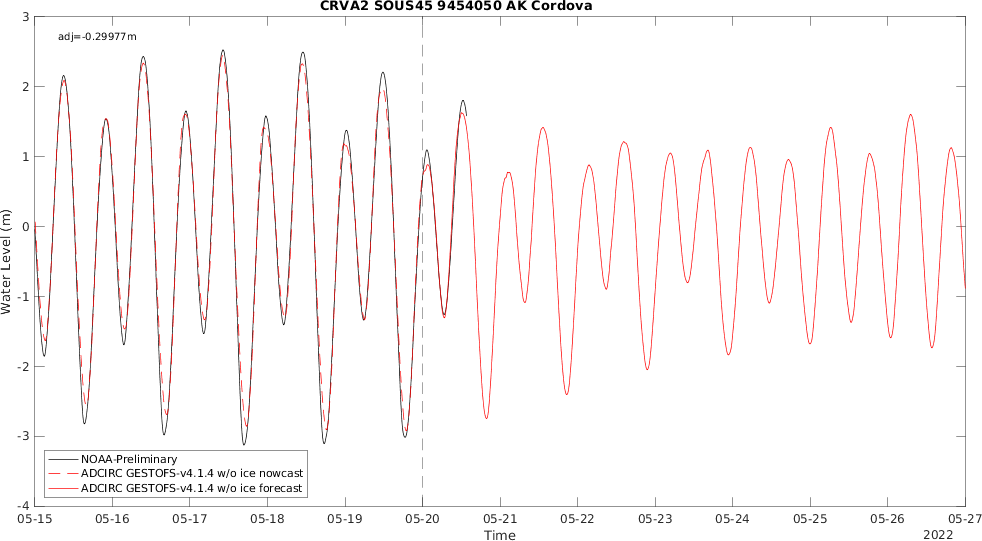 CRVA2 SOUS45 9454050 AK Cordova
adj=-0.29977m
3
2
1
0
-1
-2
-3
-4
Water Level (m)
NOAA-Preliminary
ADCIRC GESTOFS-v4.1.4 w/o ice nowcast
ADCIRC GESTOFS-v4.1.4 w/o ice forecast
05-15 05-16 05-17 05-18 05-19 05-20 05-21 05-22 05-23 05-24 05-25 05-26 05-27
Time
2022